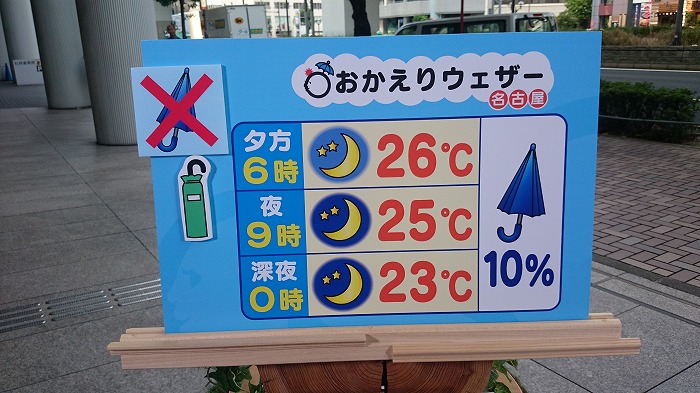 おかえりウェザー
名古屋
夕方
6時
26℃
夜
9時
25℃
深夜
0時
23℃
10%